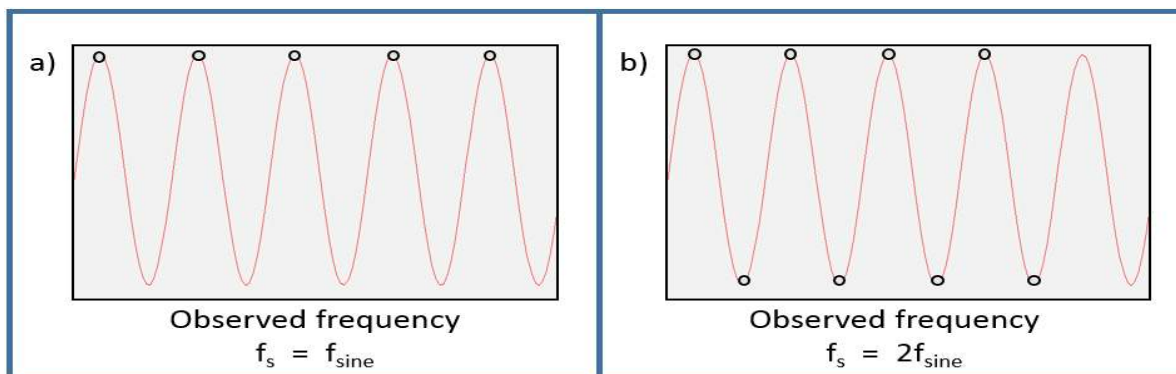 a)
Observed frequency
fs = fsine
b)
Observed frequency
fs = 2fsine